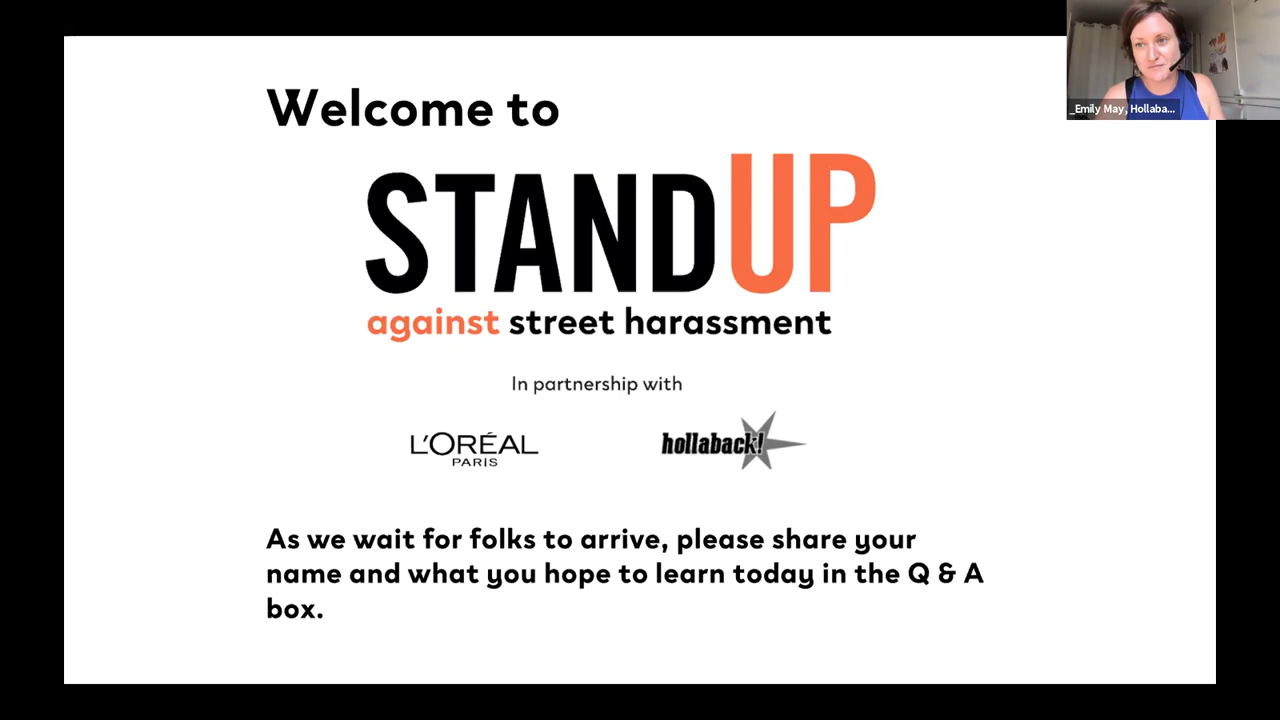 Welcome to
STANDUP
against street harassment
In partnership with
L'ORÉAL
PARIS
hollaback!
As we wait for folks to arrive, please share your
name and what you hope to learn today in the Q & A
box.
_Emily May, Hollaba...